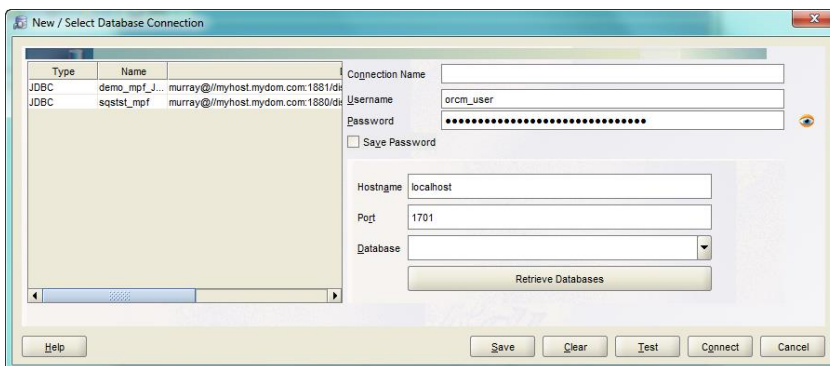 New / Select Database Connection
Type Name
JDBC demo_mpf_J... murray@//myhost.mydom.com:1881/di
JDBC sqstst_mpf murray@//myhost.mydom.com:1880/di
Connection Name
Username orcm_user
Password
Save Password
Hostname localhost
Port 1701
Database
Retrieve Databases
Help Save Clear Test Connect Cancel